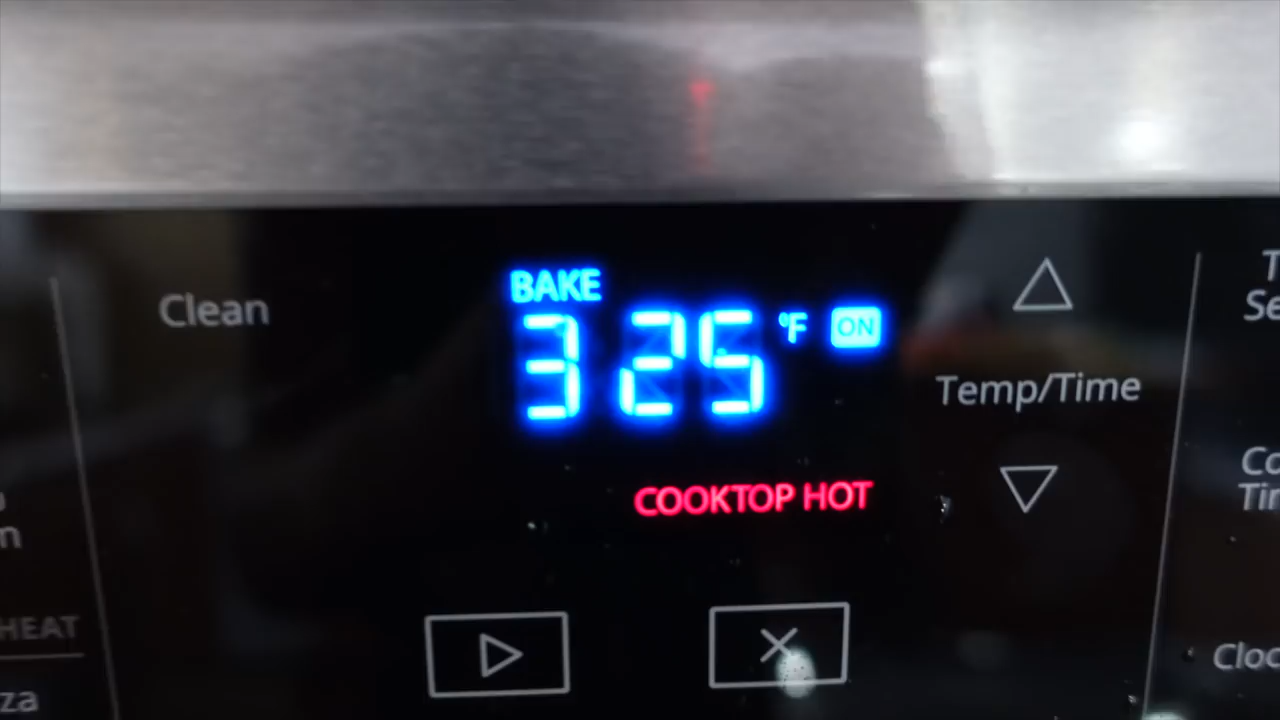 BAKE
325 °F ON
Clean
Temp/Time
COOKTOP HOT
HEAT